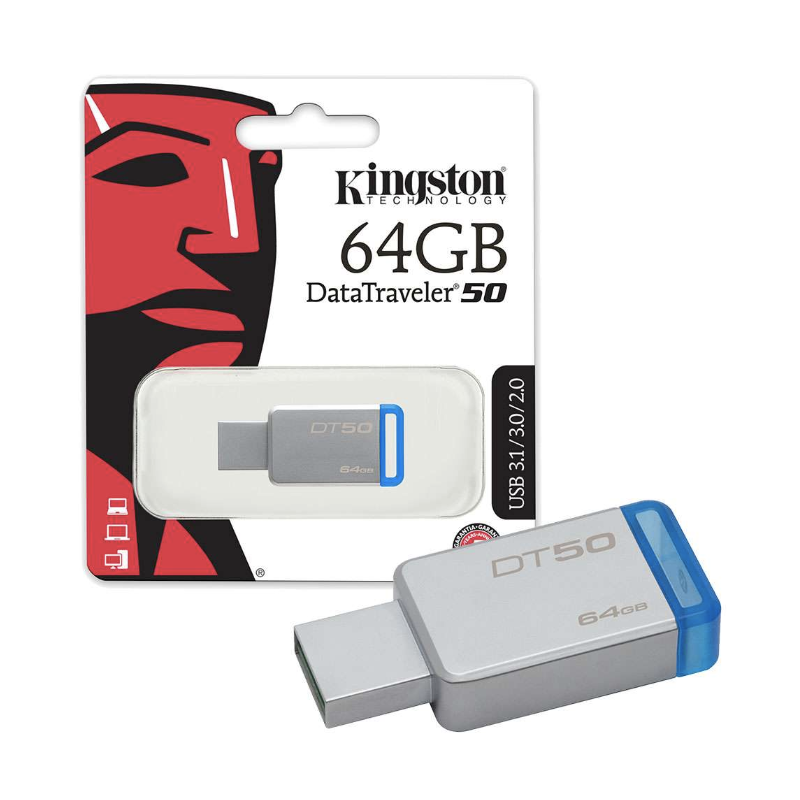 Kingston
TECHNOLOGY
64GB
DataTraveler® 50
USB 3.1 / 3.0 / 2.0
DT50
64GB
®
DT50
64GB